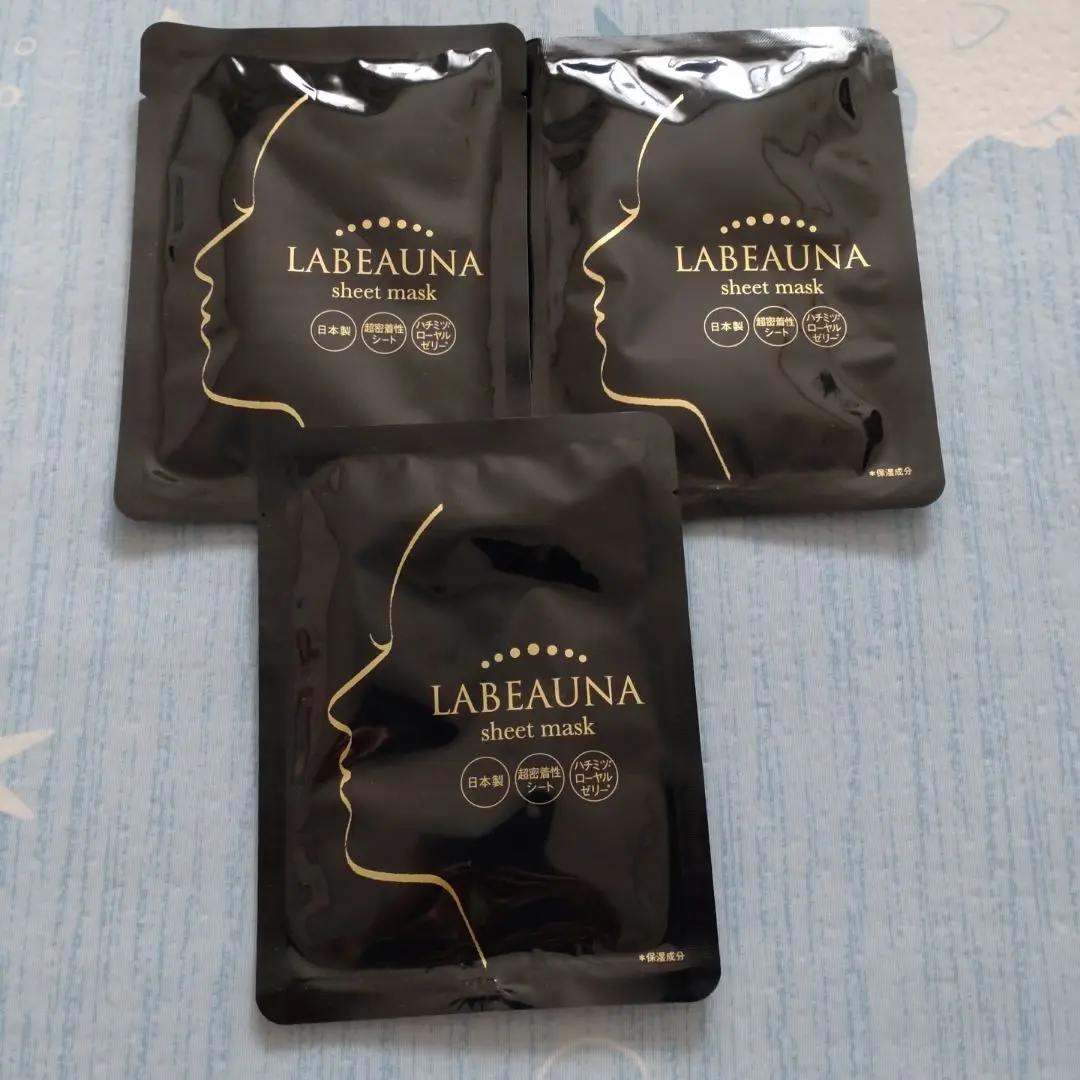 LABEAUNA
sheet mask
日本製
超密着性
シート
ハチミツ*
ローヤル
ゼリー*
LABEAUNA
sheet mask
日本製
超密着性
シート
ハチミツ*
ローヤル
ゼリー*
*保湿成分
LABEAUNA
sheet mask
日本製
超密着性
シート
ハチミツ*
ローヤル
ゼリー*
*保湿成分